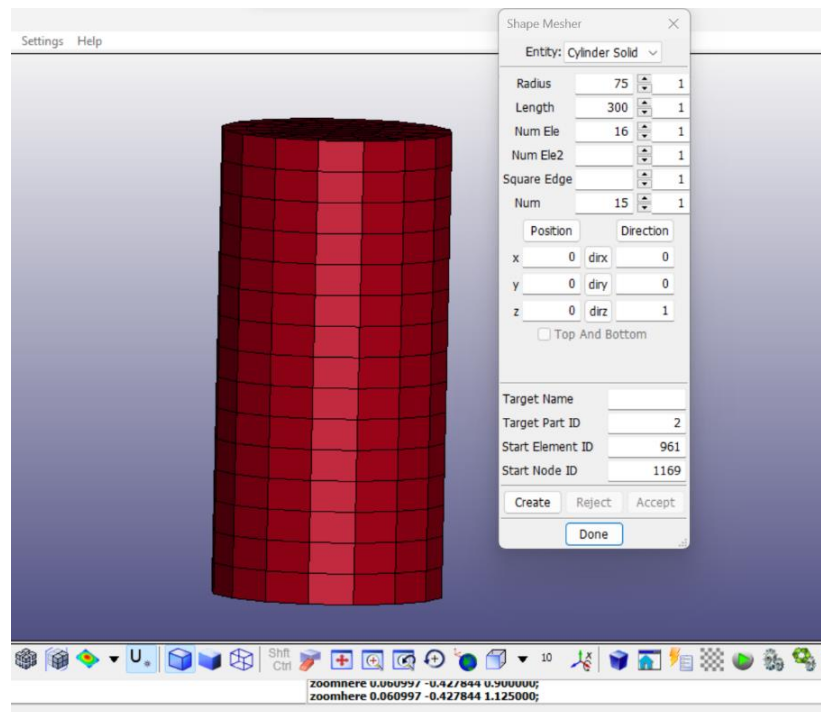 Settings Help
Shape Mesher
Entity: Cylinder Solid
Radius 75 1
Length 300 1
Num Ele 16 1
Num Ele2 1
Square Edge 1
Num 15 1
Position Direction
x 0 dirx 0
y 0 diry 0
z 0 dirz 1
Top And Bottom
Target Name
Target Part ID 2
Start Element ID 961
Start Node ID 1169
Create Reject Accept
Done
U.
Shft
Ctrl
10
zoomhere 0.060997 -0.427844 0.900000;
zoomhere 0.060997 -0.427844 1.125000;